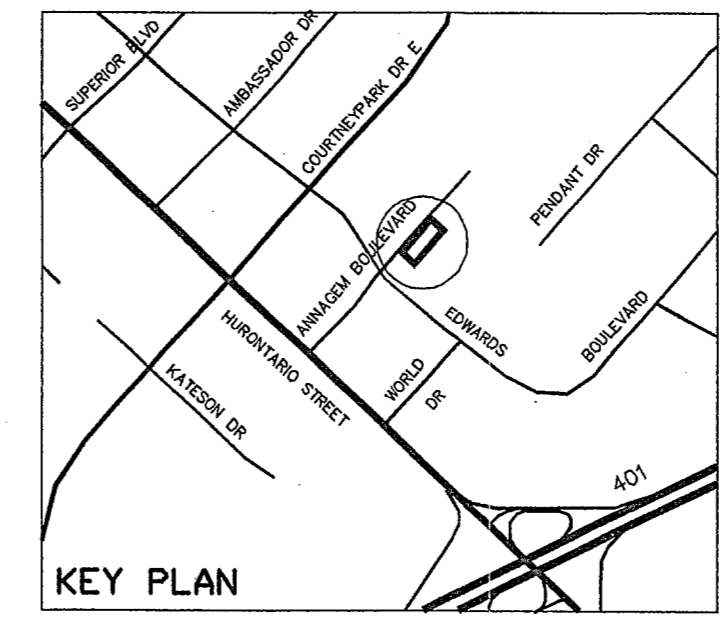 SUPERIOR BLVD
AMBASSADOR DR
COURTNEYPARK DR E
PENDANT DR
ANNAGEM BOULEVARD
HURONTARIO STREET
EDWARDS
BOULEVARD
WORLD
DR
KATESON DR
401
KEY PLAN